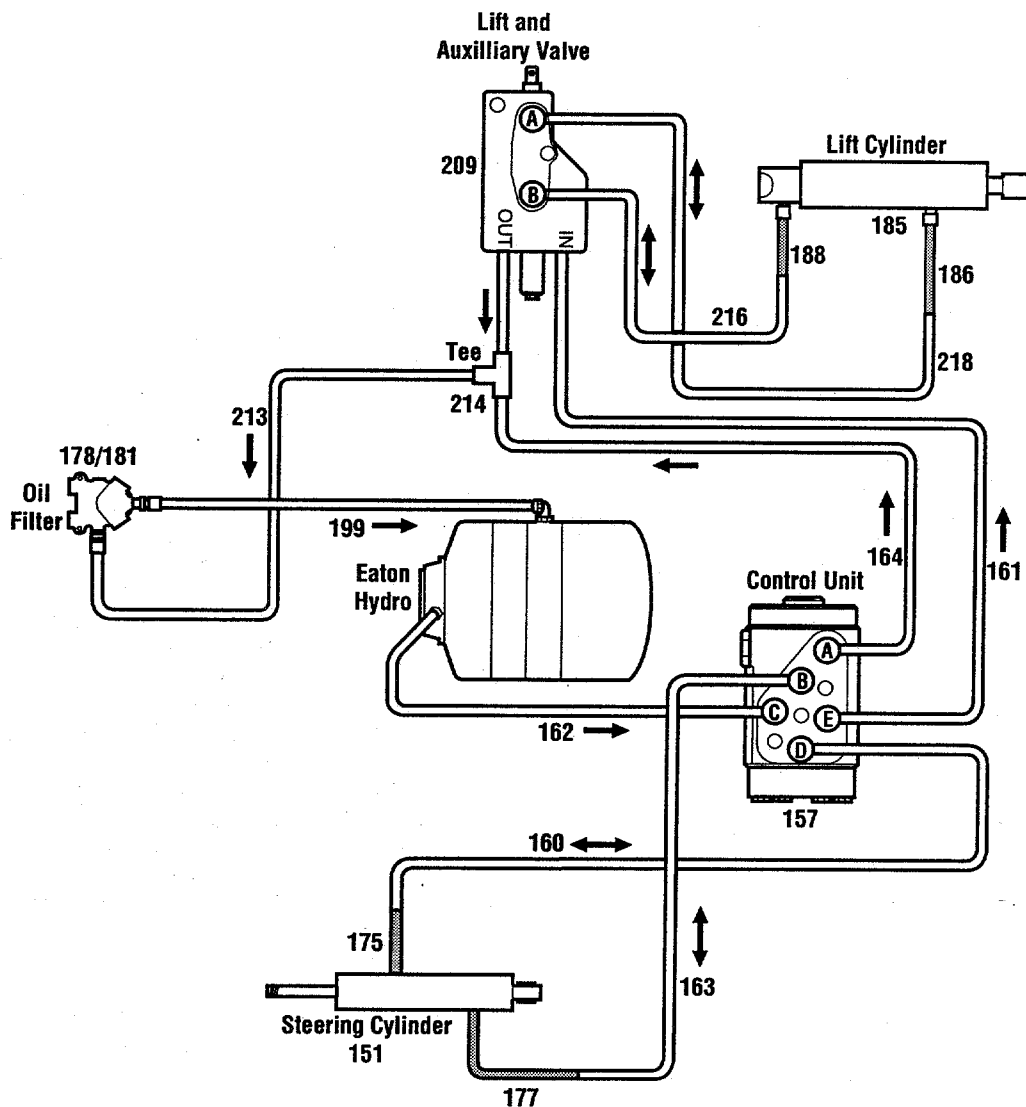 Lift and
Auxilliary Valve
A
209
B
OUT
IN
Lift Cylinder
185
188
186
216
218
Tee
214
213
178/181
Oil
Filter
199
Eaton
Hydro
164
161
Control Unit
A
B
C
E
D
162
157
160
175
163
Steering Cylinder
151
177